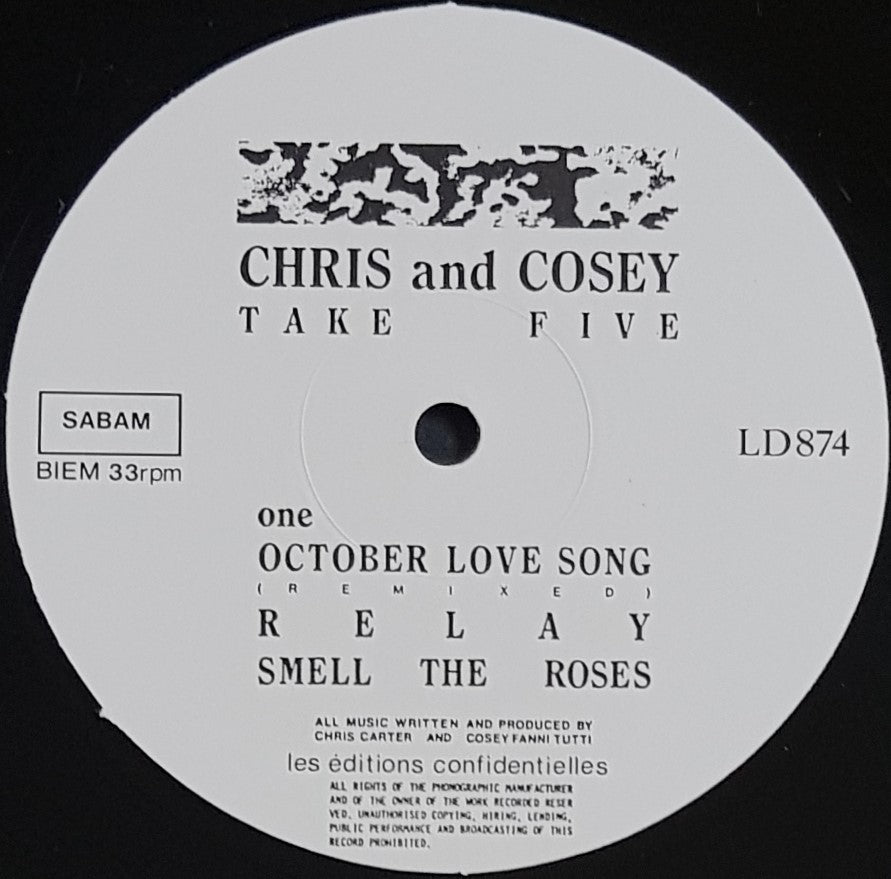 CHRIS and COSEY
TAKE FIVE
SABAM
BIEM 33rpm
LD874
one
OCTOBER LOVE SONG
(REMIXED)
RELAY
SMELL THE ROSES
ALL MUSIC WRITTEN AND PRODUCED BY
CHRIS CARTER AND COSEY FANNI TUTTI
les éditions confidentielles
ALL RIGHTS OF THE PHONOGRAPHIC MANUFACTURER
AND OF THE OWNER OF THE WORK RECORDED RESER
VED. UNAUTHORISED COPYING, HIRING, LENDING,
PUBLIC PERFORMANCE AND BROADCASTING OF THIS
RECORD PROHIBITED.